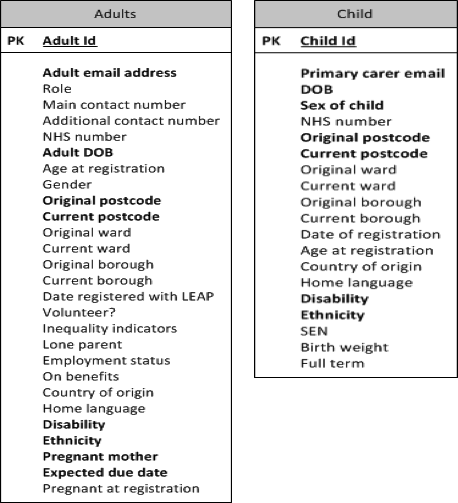 Adults
PK Adult Id
Adult email address
Role
Main contact number
Additional contact number
NHS number
Adult DOB
Age at registration
Gender
Original postcode
Current postcode
Original ward
Current ward
Original borough
Current borough
Date registered with LEAP
Volunteer?
Inequality indicators
Lone parent
Employment status
On benefits
Country of origin
Home language
Disability
Ethnicity
Pregnant mother
Expected due date
Pregnant at registration
Child
PK Child Id
Primary carer email
DOB
Sex of child
NHS number
Original postcode
Current postcode
Original ward
Current ward
Original borough
Current borough
Date of registration
Age at registration
Country of origin
Home language
Disability
Ethnicity
SEN
Birth weight
Full term